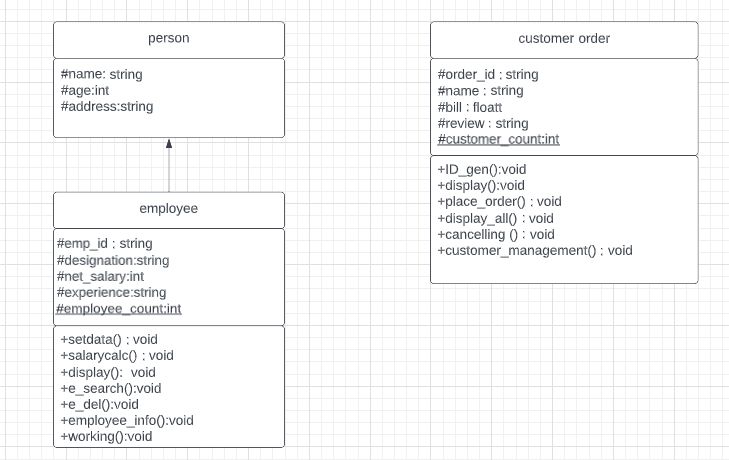 person
#name: string
#age:int
#address:string
employee
#emp_id : string
#designation:string
#net_salary:int
#experience:string
#employee_count:int
+setdata() : void
+salarycalc() : void
+display(): void
+e_search():void
+e_del():void
+employee_info():void
+working():void
customer order
#order_id : string
#name : string
#bill : floatt
#review : string
#customer_count:int
+ID_gen():void
+display():void
+place_order() : void
+display_all() : void
+cancelling () : void
+customer_management() : void